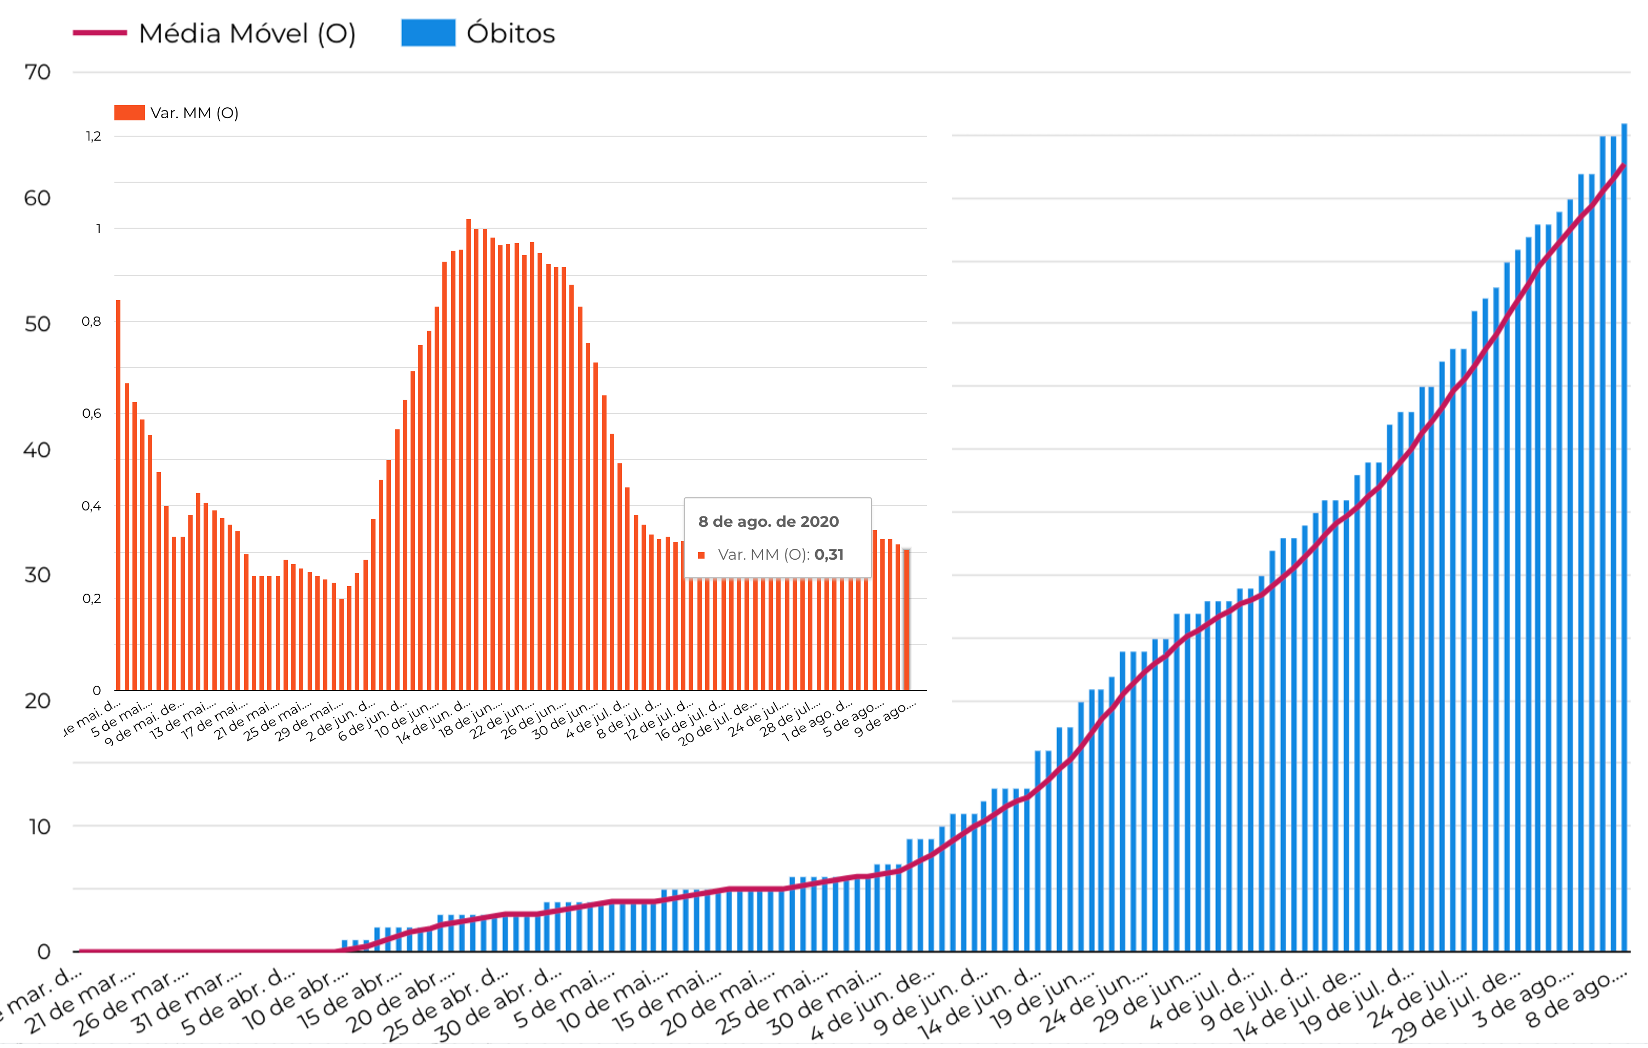 Média Móvel (O) Óbitos
70
60
50
40
30
20
10
0
Var. MM (O)
1,2
1
0,8
0,6
0,4
0,2
0
8 de ago. de 2020
Var. MM (O): 0,31
de mai. d...
5 de mai...
9 de mai. de...
13 de mai...
17 de mai...
21 de mai...
25 de mai...
29 de mai...
2 de jun. d...
6 de jun. d...
10 de jun...
14 de jun. d...
18 de jun...
22 de jun...
26 de jun...
30 de jun...
4 de jul. d...
8 de jul. d...
12 de jul. d...
16 de jul. d...
20 de jul. de...
24 de jul...
28 de jul...
1 de ago. d...
5 de ago...
9 de ago...
e mar. d...
21 de mar...
26 de mar...
31 de mar...
5 de abr. d...
10 de abr...
15 de abr...
20 de abr...
25 de abr. d...
30 de abr. d...
5 de mai...
10 de mai...
15 de mai...
20 de mai...
25 de mai...
30 de mai...
4 de jun. de...
9 de jun. d...
14 de jun. d...
19 de jun...
24 de jun...
29 de jun...
4 de jul. d...
9 de jul. d...
14 de jul. de...
19 de jul. d...
24 de jul...
29 de jul. de...
3 de ago...
8 de ago...